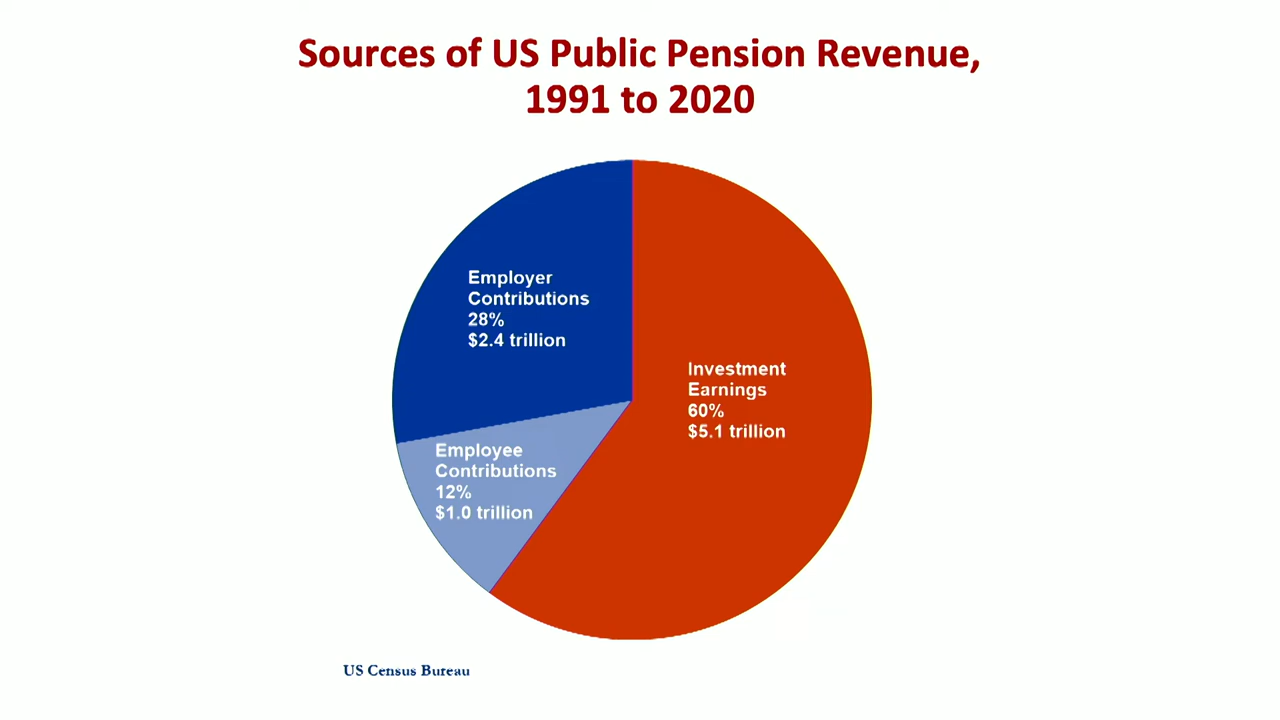 Sources of US Public Pension Revenue,
1991 to 2020
Employer
Contributions
28%
$2.4 trillion
Investment
Earnings
60%
$5.1 trillion
Employee
Contributions
12%
$1.0 trillion
US Census Bureau